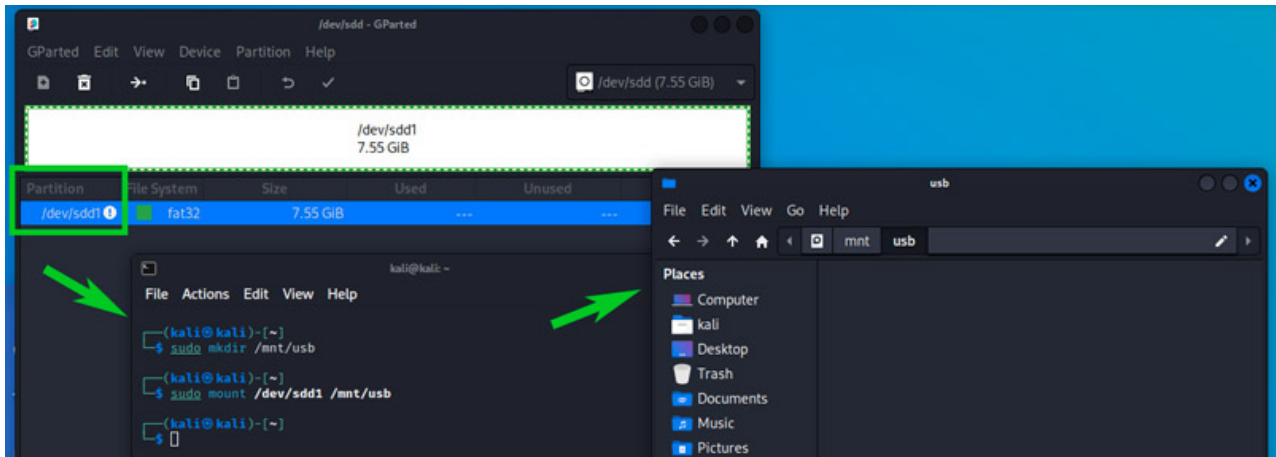 /dev/sdd - GParted
GParted Edit View Device Partition Help
/dev/sdd (7.55 GiB)
/dev/sdd1
7.55 GiB
Partition File System Size Used Unused
/dev/sdd1 fat32 7.55 GiB --- ---
kali@kali: ~
File Actions Edit View Help
(kali㉿kali)-[~]
$ sudo mkdir /mnt/usb
(kali㉿kali)-[~]
$ sudo mount /dev/sdd1 /mnt/usb
(kali㉿kali)-[~]
$
usb
File Edit View Go Help
mnt usb
Places
Computer
kali
Desktop
Trash
Documents
Music
Pictures